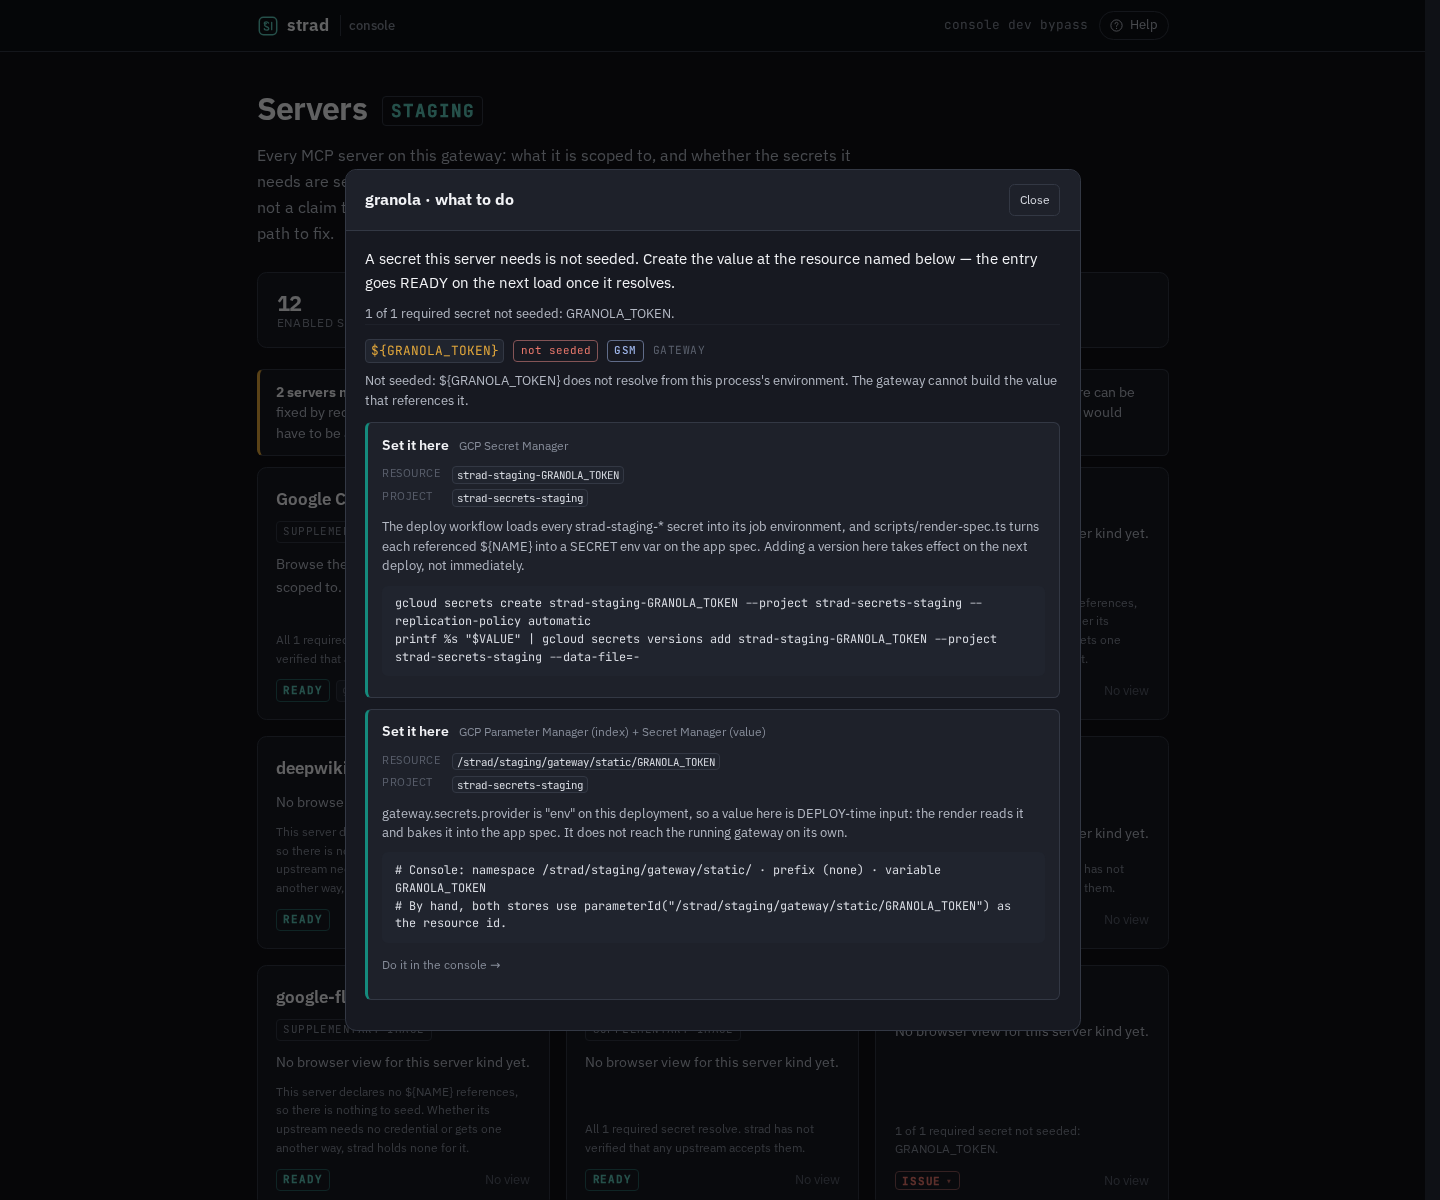 strad
console
console dev bypass
Help
Servers
STAGING
Every MCP server on this gateway: what it is scoped to, and whether the secrets it
needs are
not a claim
path to fix.
12
ENABLED
2 servers
re can be
fixed by
would
have to be
granola · what to do
Close
A secret this server needs is not seeded. Create the value at the resource named below — the entry
goes READY on the next load once it resolves.
1 of 1 required secret not seeded: GRANOLA_TOKEN.
${GRANOLA_TOKEN}
not seeded
GSM
GATEWAY
Not seeded: ${GRANOLA_TOKEN} does not resolve from this process's environment. The gateway cannot build the value
that references it.
Set it here
GCP Secret Manager
RESOURCE
strad-staging-GRANOLA_TOKEN
PROJECT
strad-secrets-staging
The deploy workflow loads every strad-staging-* secret into its job environment, and scripts/render-spec.ts turns
each referenced ${NAME} into a SECRET env var on the app spec. Adding a version here takes effect on the next
deploy, not immediately.
gcloud secrets create strad-staging-GRANOLA_TOKEN --project strad-secrets-staging --
replication-policy automatic
printf %s "$VALUE" | gcloud secrets versions add strad-staging-GRANOLA_TOKEN --project
strad-secrets-staging --data-file=-
Set it here
GCP Parameter Manager (index) + Secret Manager (value)
RESOURCE
/strad/staging/gateway/static/GRANOLA_TOKEN
PROJECT
strad-secrets-staging
gateway.secrets.provider is "env" on this deployment, so a value here is DEPLOY-time input: the render reads it
and bakes it into the app spec. It does not reach the running gateway on its own.
# Console: namespace /strad/staging/gateway/static/ · prefix (none) · variable
GRANOLA_TOKEN
# By hand, both stores use parameterId("/strad/staging/gateway/static/GRANOLA_TOKEN") as
the resource id.
Do it in the console →
Google
Browse the
scoped to.
All 1 required
verified that
READY
er kind yet.
eferences,
er its
ets one
t.
No view
deepwiki
No browse
This server
so there is
upstream
another way,
READY
er kind yet.
has not
them.
No view
google-fl
SUPPLEMENTARY IMAGE
No browser view for this server kind yet.
This server declares no ${NAME} references,
so there is nothing to seed. Whether its
upstream needs no credential or gets one
another way, strad holds none for it.
READY
No view
SUPPLEMENTARY IMAGE
No browser view for this server kind yet.
All 1 required secret resolve. strad has not
verified that any upstream accepts them.
READY
No view
No browser view for this server kind yet.
1 of 1 required secret not seeded:
GRANOLA_TOKEN.
ISSUE
No view